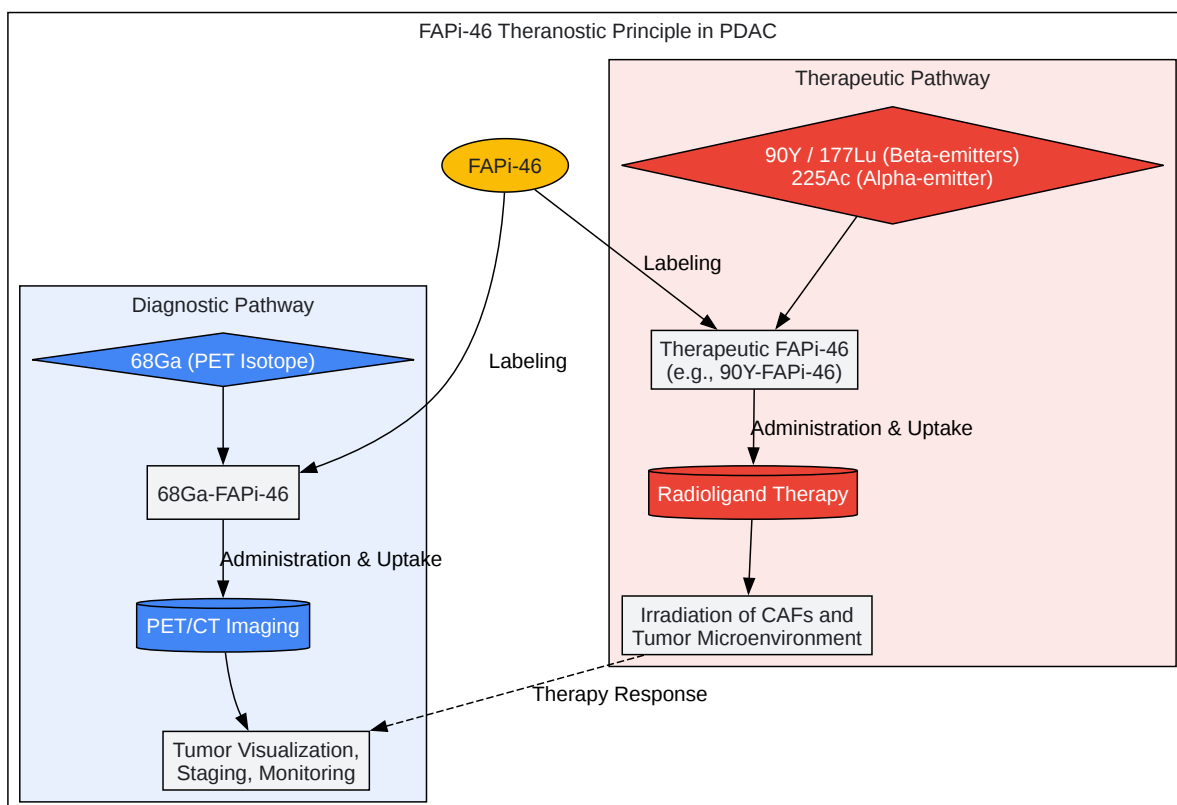 FAPi-46 Theranostic Principle in PDAC
Therapeutic Pathway
90Y / 177Lu (Beta-emitters)
225Ac (Alpha-emitter)
FAPi-46
Labeling
Diagnostic Pathway
68Ga (PET Isotope)
Labeling
Therapeutic FAPi-46
(e.g., 90Y-FAPi-46)
Administration & Uptake
68Ga-FAPi-46
Radioligand Therapy
Administration & Uptake
PET/CT Imaging
Irradiation of CAFs and
Tumor Microenvironment
Therapy Response
Tumor Visualization,
Staging, Monitoring